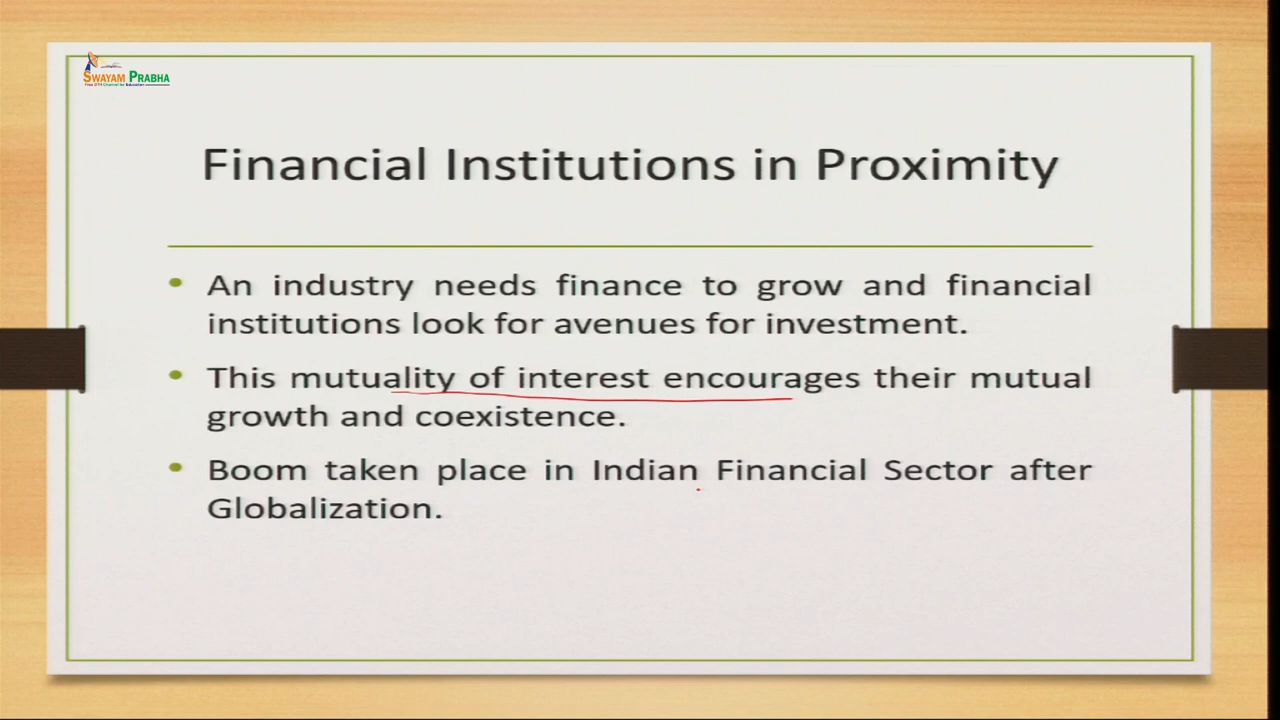 SWAYAM PRABHA
Financial Institutions in Proximity
• An industry needs finance to grow and financial
institutions look for avenues for investment.
• This mutuality of interest encourages their mutual
growth and coexistence.
• Boom taken place in Indian Financial Sector after
Globalization.